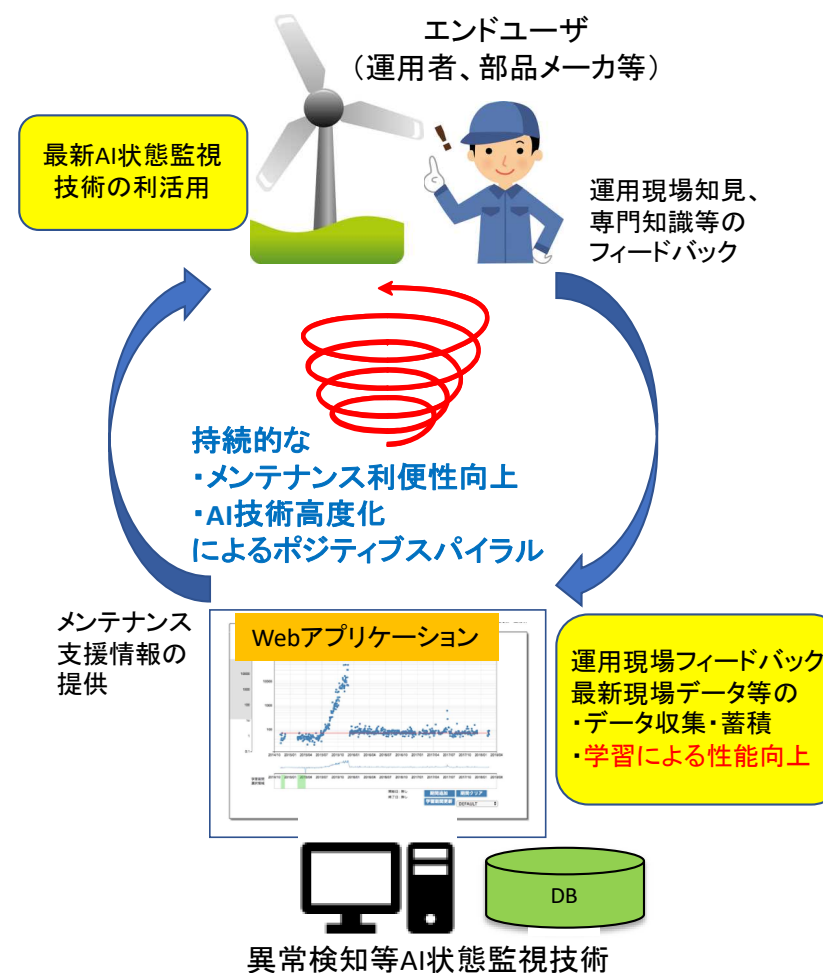 エンドユーザ
（運用者、部品メーカ等）
最新AI状態監視
技術の利活用
運用現場知見、
専門知識等の
フィードバック
持続的な
・メンテナンス利便性向上
・AI技術高度化
によるポジティブスパイラル
メンテナンス
支援情報の
提供
Webアプリケーション
運用現場フィードバック
最新現場データ等の
・データ収集・蓄積
・学習による性能向上
DEFAULT
DB
異常検知等AI状態監視技術